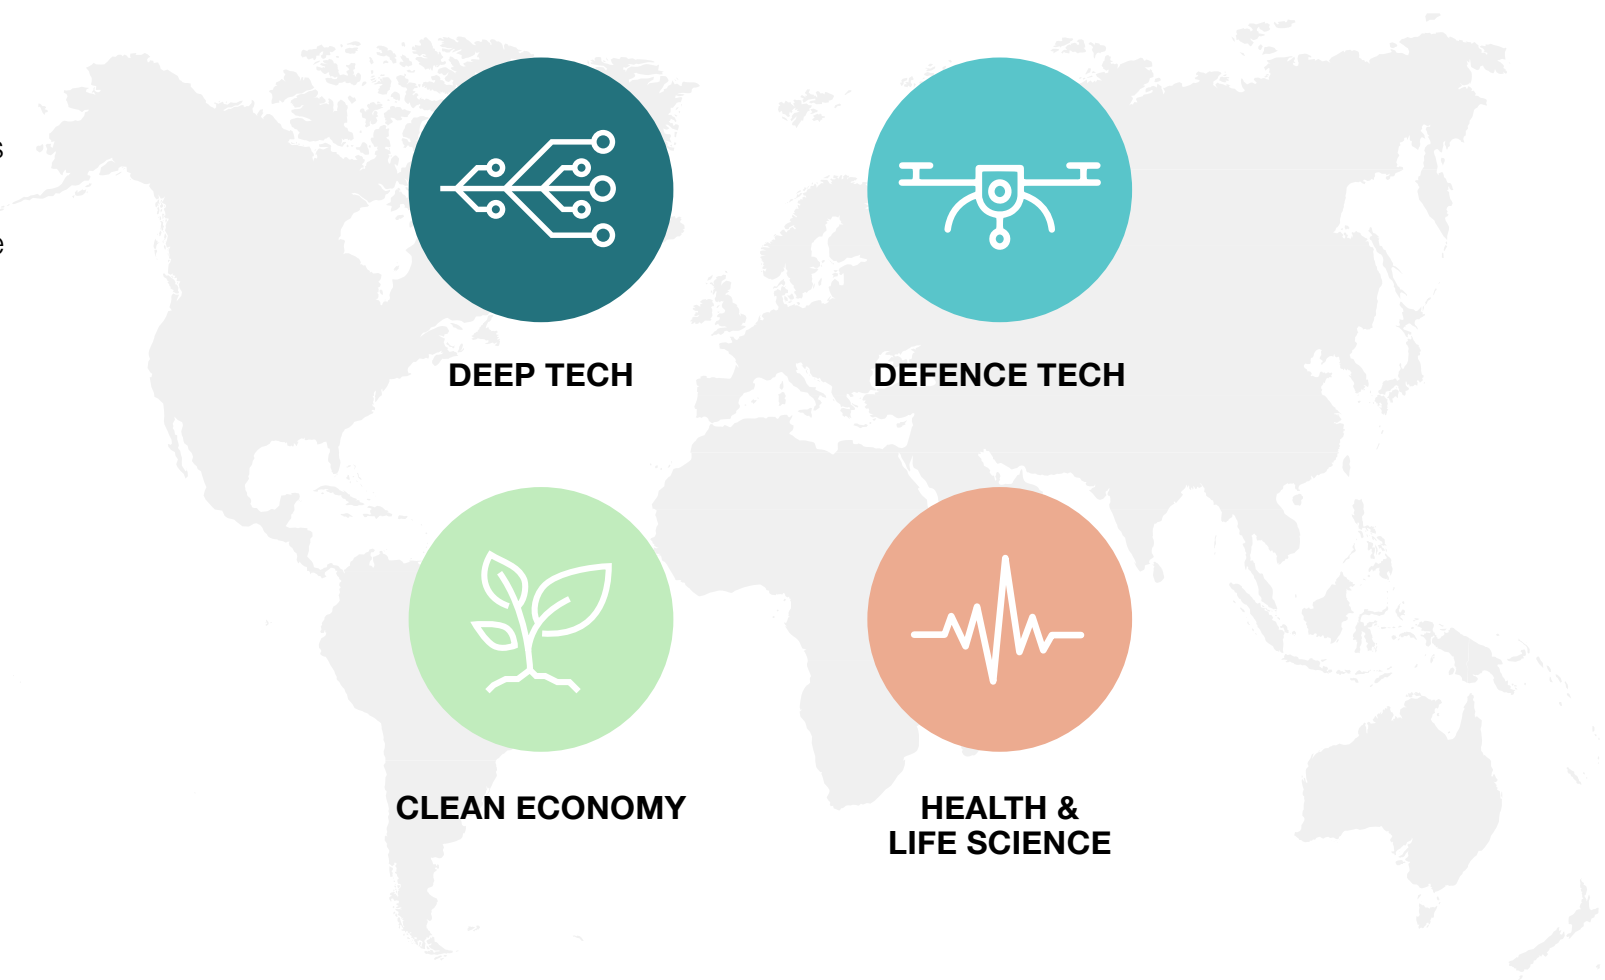 s
e
DEEP TECH
DEFENCE TECH
CLEAN ECONOMY
HEALTH &
LIFE SCIENCE